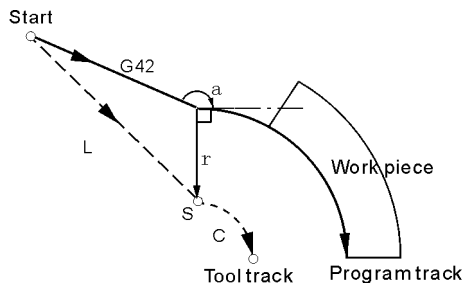 Start
G42
a
L
r
Work piece
S
C
Tool track
Program track